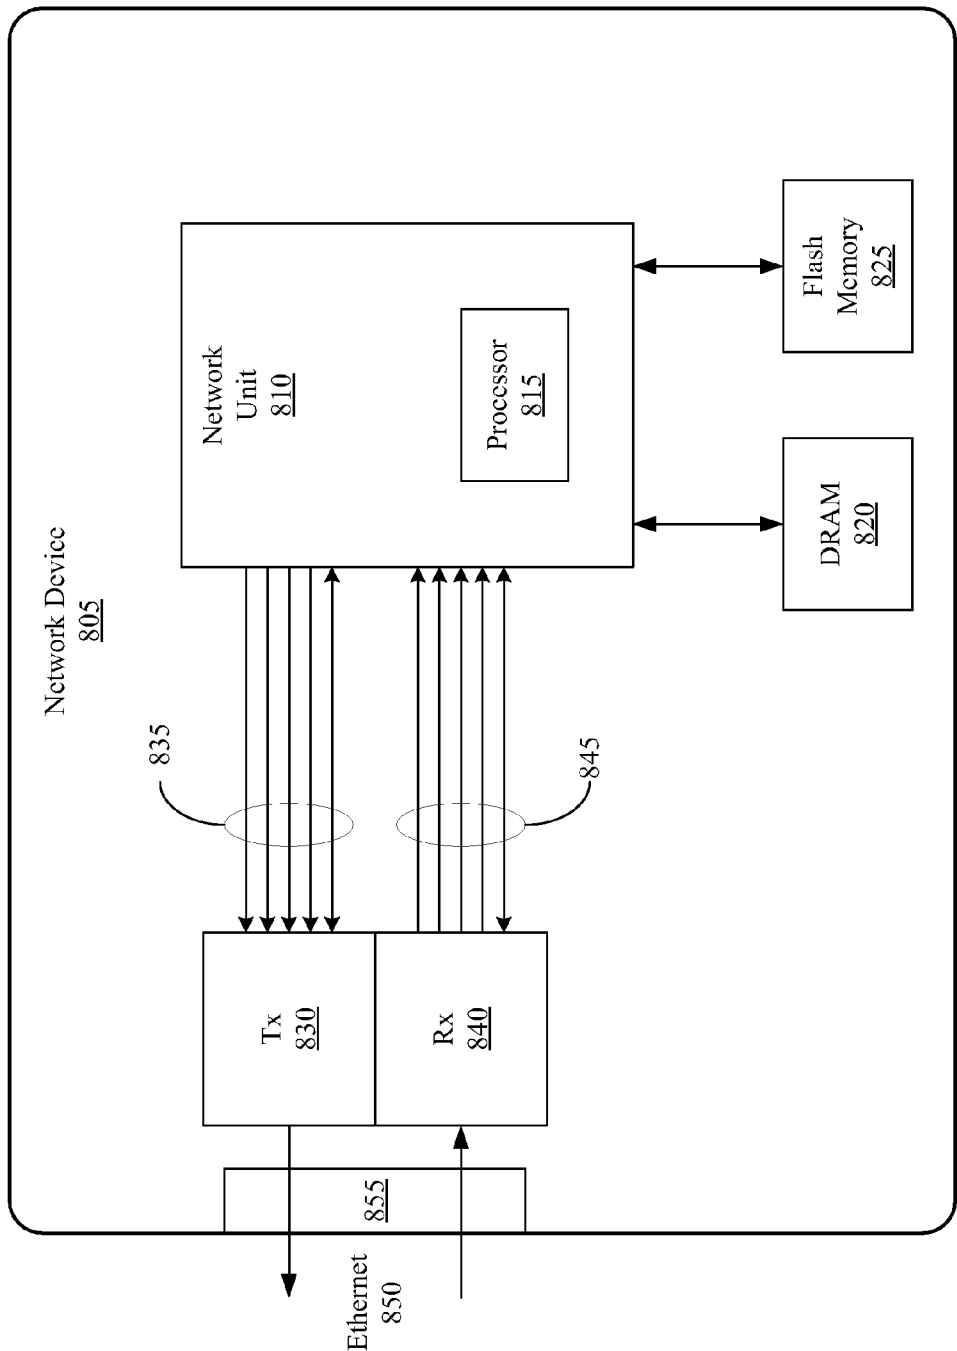 Network Device
805
Network
Unit
810
Processor
815
Flash
Memory
825
DRAM
820
835
845
Tx
830
Rx
840
855
Ethernet
850